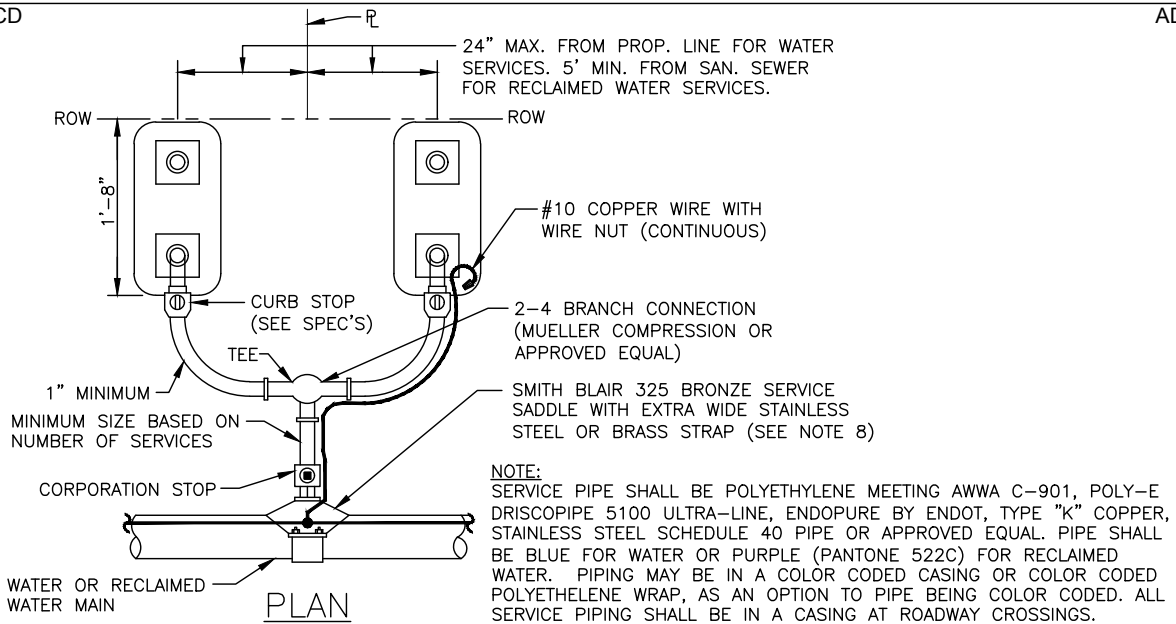 CD
AD
℄
24" MAX. FROM PROP. LINE FOR WATER
SERVICES. 5' MIN. FROM SAN. SEWER
FOR RECLAIMED WATER SERVICES.
ROW
ROW
1'-8"
#10 COPPER WIRE WITH
WIRE NUT (CONTINUOUS)
CURB STOP
(SEE SPEC'S)
2-4 BRANCH CONNECTION
(MUELLER COMPRESSION OR
APPROVED EQUAL)
TEE
1" MINIMUM
SMITH BLAIR 325 BRONZE SERVICE
SADDLE WITH EXTRA WIDE STAINLESS
STEEL OR BRASS STRAP (SEE NOTE 8)
MINIMUM SIZE BASED ON
NUMBER OF SERVICES
CORPORATION STOP
NOTE:
SERVICE PIPE SHALL BE POLYETHYLENE MEETING AWWA C-901, POLY-E
DRISCOPIPE 5100 ULTRA-LINE, ENDOPURE BY ENDOT, TYPE "K" COPPER,
STAINLESS STEEL SCHEDULE 40 PIPE OR APPROVED EQUAL. PIPE SHALL
BE BLUE FOR WATER OR PURPLE (PANTONE 522C) FOR RECLAIMED
WATER. PIPING MAY BE IN A COLOR CODED CASING OR COLOR CODED
POLYETHELENE WRAP, AS AN OPTION TO PIPE BEING COLOR CODED. ALL
SERVICE PIPING SHALL BE IN A CASING AT ROADWAY CROSSINGS.
WATER OR RECLAIMED
WATER MAIN
PLAN